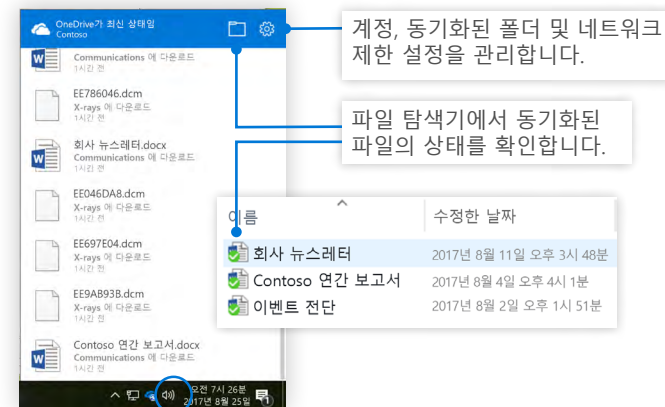 OneDrive가 최신 상태임
Contoso
Communications 에 다운로드
1시간 전
EE786046.dcm
X-rays 에 다운로드
1시간 전
회사 뉴스레터.docx
Communications 에 다운로드
1시간 전
EE046DA8.dcm
X-rays 에 다운로드
1시간 전
EE697E04.dcm
X-rays 에 다운로드
1시간 전
EE9AB93B.dcm
X-rays 에 다운로드
1시간 전
Contoso 연간 보고서.docx
Communications 에 다운로드
1시간 전
오전 7시 26분
2017년 8월 25일
계정, 동기화된 폴더 및 네트워크
제한 설정을 관리합니다.
파일 탐색기에서 동기화된
파일의 상태를 확인합니다.
이름 수정한 날짜
회사 뉴스레터 2017년 8월 11일 오후 3시 48분
Contoso 연간 보고서 2017년 8월 4일 오후 4시 1분
이벤트 전단 2017년 8월 2일 오후 1시 51분